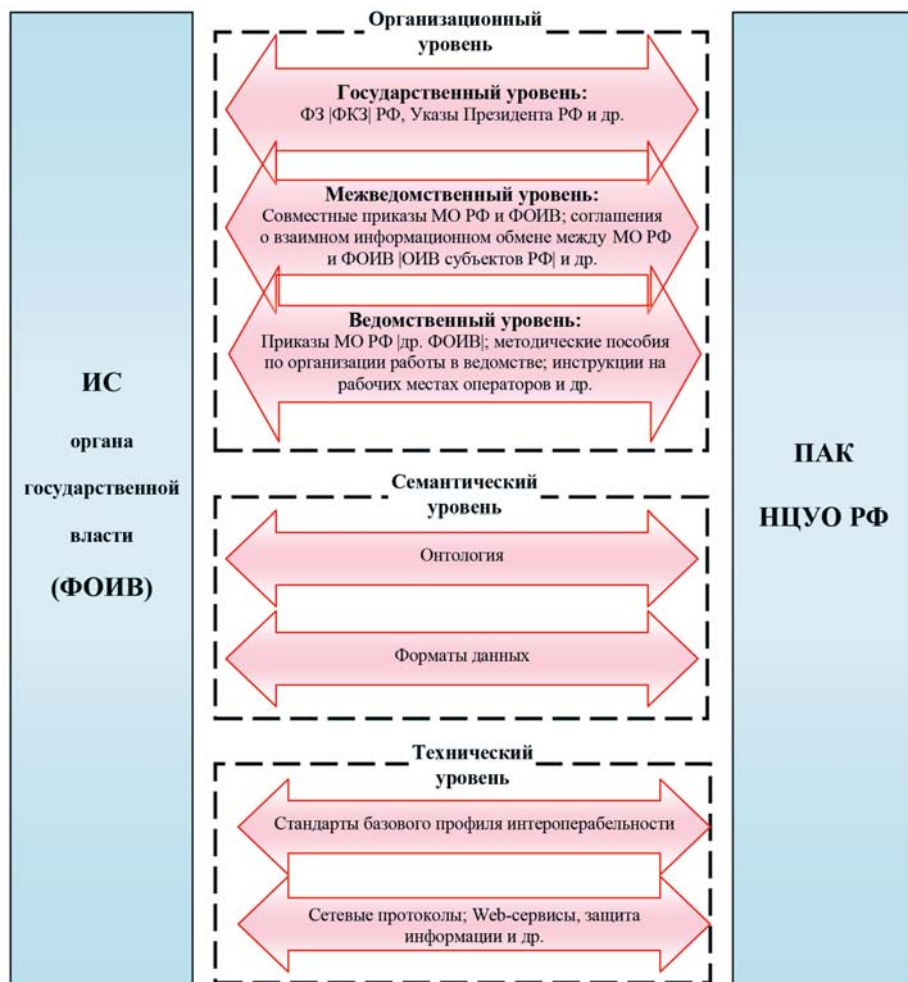 Организационный
уровень
Государственный уровень:
ФЗ |ФКЗ| РФ, Указы Президента РФ и др.
Межведомственный уровень:
Совместные приказы МО РФ и ФОИВ; соглашения
о взаимном информационном обмене между МО РФ
и ФОИВ |ОИВ субъектов РФ| и др.
Ведомственный уровень:
Приказы МО РФ |др. ФОИВ|; методические пособия
по организации работы в ведомстве; инструкции на
рабочих местах операторов и др.
ИС
органа
государственной
власти
(ФОИВ)
ПАК
НЦУО РФ
Семантический
уровень
Онтология
Форматы данных
Технический
уровень
Стандарты базового профиля интероперабельности
Сетевые протоколы; Web-сервисы, защита
информации и др.